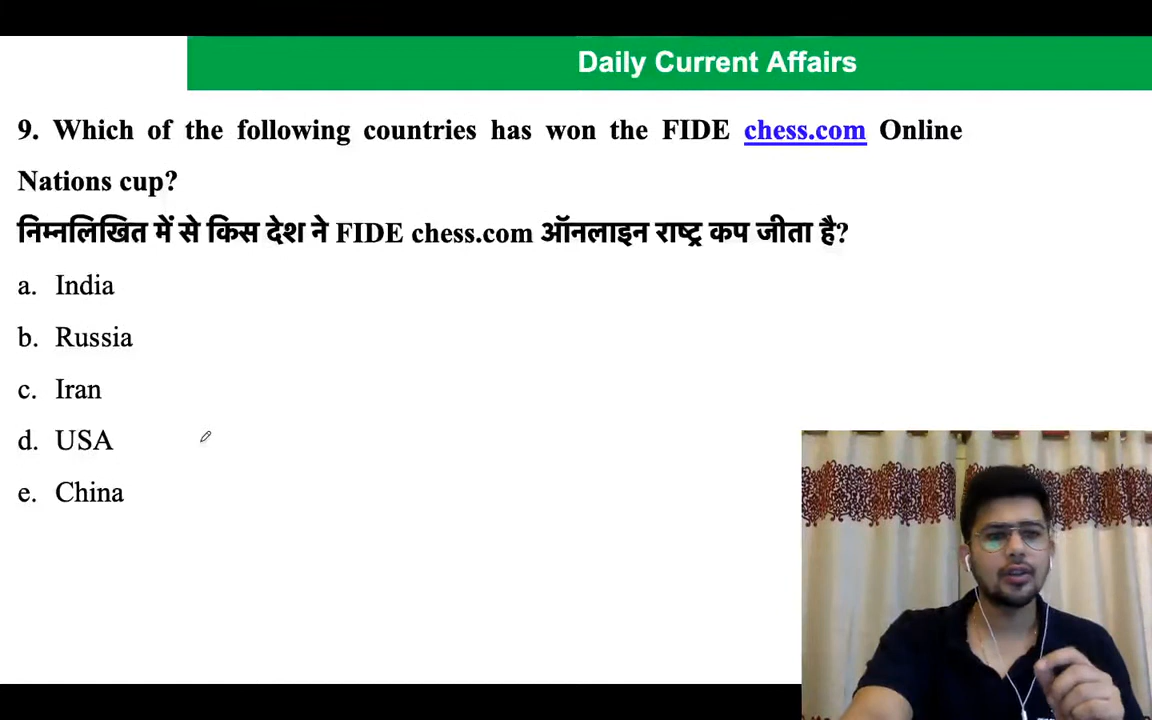 Daily Current Affairs
9. Which of the following countries has won the FIDE chess.com Online
Nations cup?
निम्नलिखित में से किस देश ने FIDE chess.com ऑनलाइन राष्ट्र कप जीता है?
a. India
b. Russia
c. Iran
d. USA
e. China